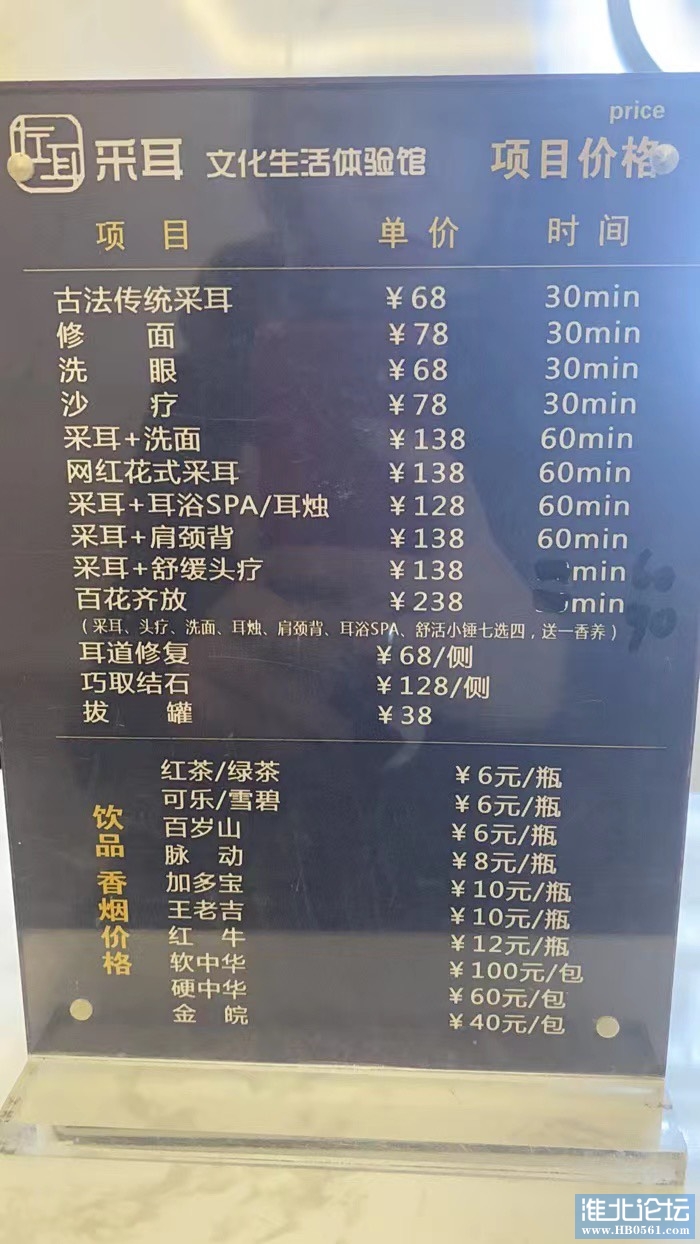 price
采耳 文化生活体验馆 项目价格
项 目 单 价 时 间
古法传统采耳 ¥68 30min
修 面 ¥78 30min
洗 眼 ¥68 30min
沙 疗 ¥78 30min
采耳+洗面 ¥138 60min
网红花式采耳 ¥138 60min
采耳+耳浴SPA/耳烛 ¥128 60min
采耳+肩颈背 ¥138 60min
采耳+舒缓头疗 ¥138 min 60
百花齐放 ¥238 min 90
(采耳、头疗、洗面、耳烛、肩颈背、耳浴SPA、舒活小锤七选四，送一香养)
耳道修复 ¥68/侧
巧取结石 ¥128/侧
拔 罐 ¥38
饮品 香烟价格
红茶/绿茶 ¥6元/瓶
可乐/雪碧 ¥6元/瓶
百岁山 ¥6元/瓶
脉 动 ¥8元/瓶
加多宝 ¥10元/瓶
王老吉 ¥10元/瓶
红 牛 ¥12元/瓶
软中华 ¥100元/包
硬中华 ¥60元/包
金 皖 ¥40元/包
淮北论坛
www.HB0561.com